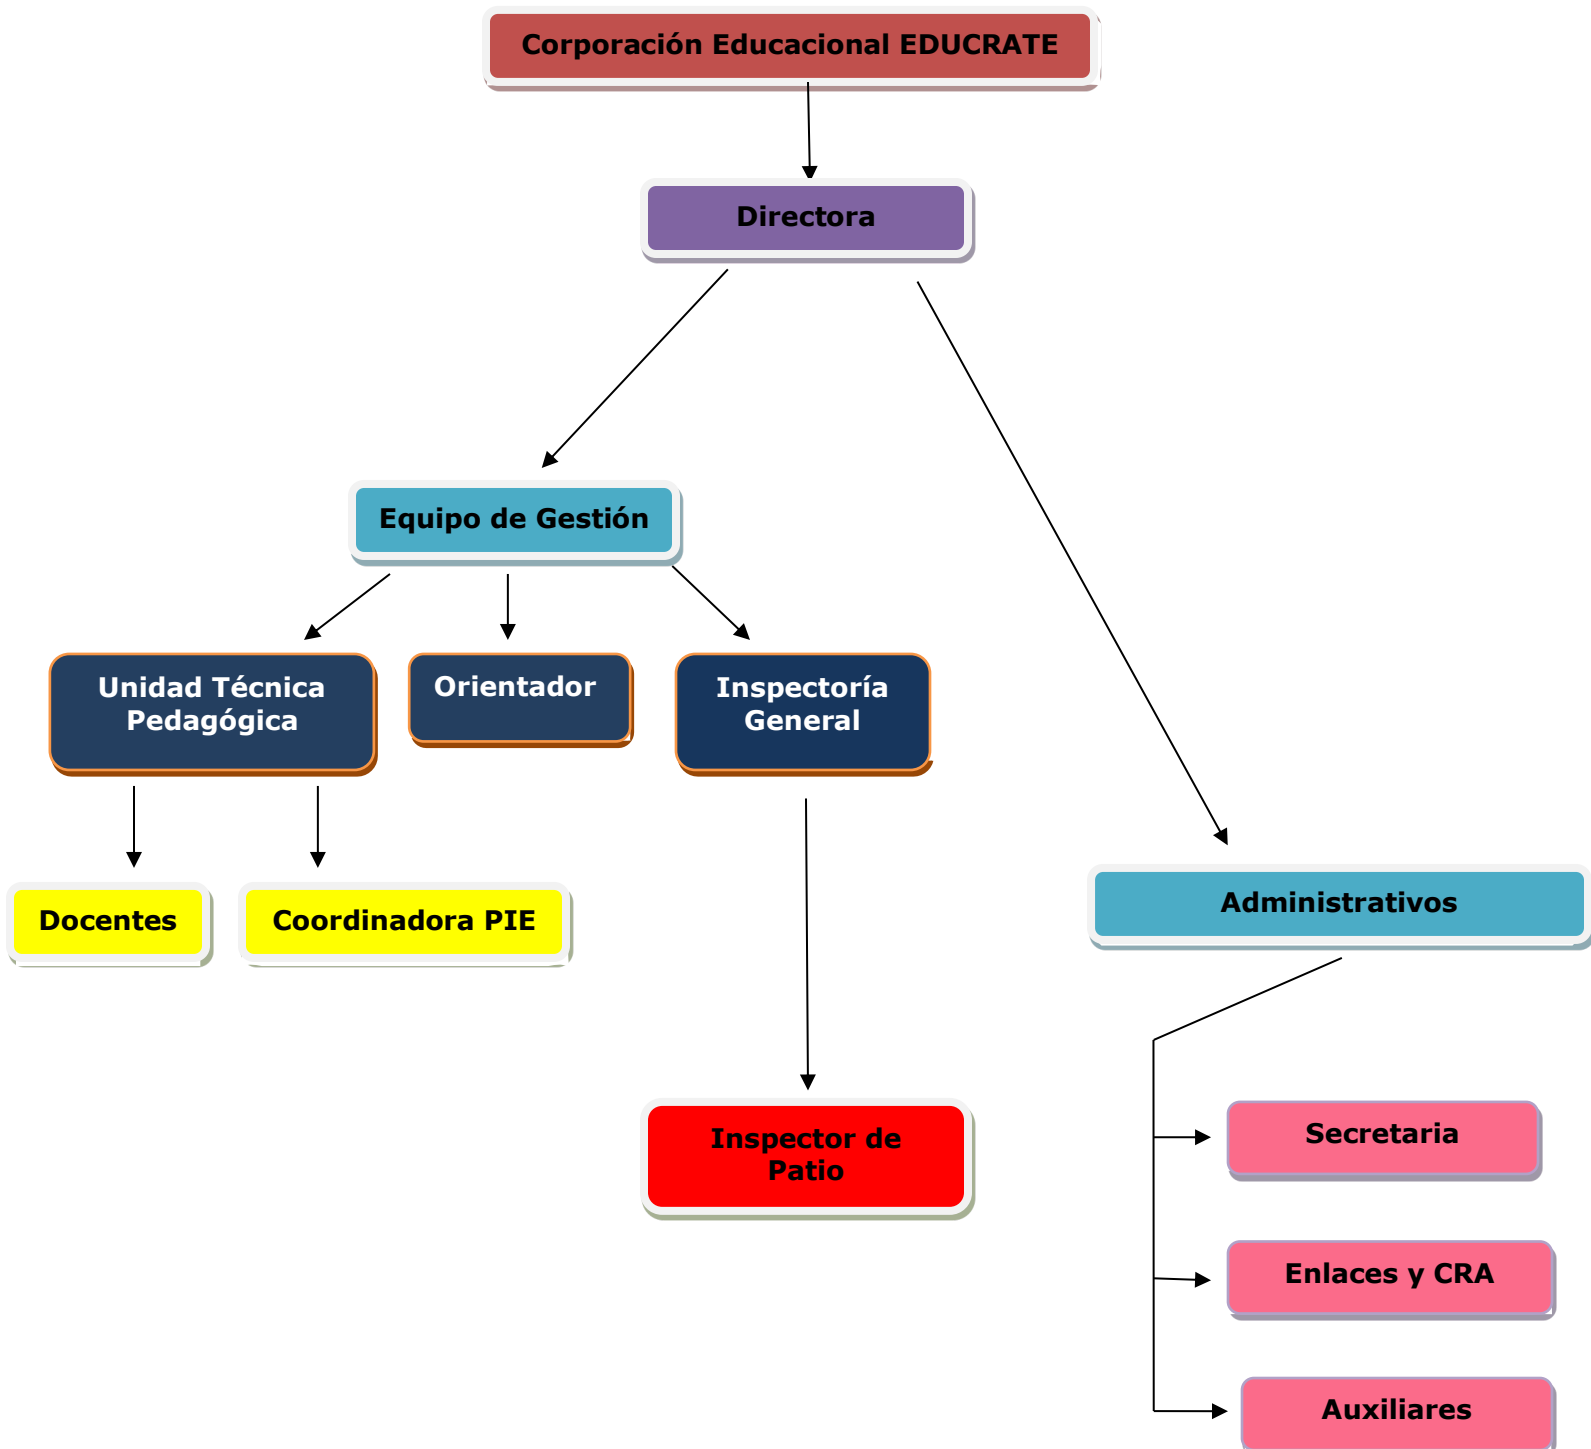 Corporación Educacional EDUCRATE
Directora
Equipo de Gestión
Unidad Técnica
Pedagógica
Orientador
Inspectoría
General
Docentes
Coordinadora PIE
Administrativos
Inspector de
Patio
Secretaria
Enlaces y CRA
Auxiliares